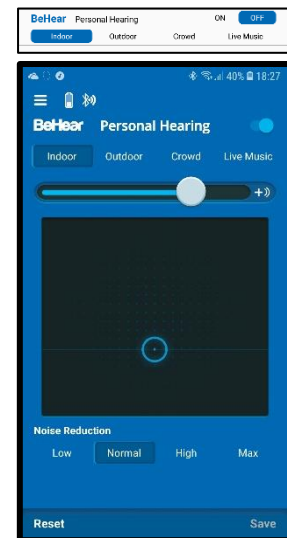 BeHear Personal Hearing ON OFF
Indoor Outdoor Crowd Live Music
40% 18:27
BeHear Personal Hearing
Indoor Outdoor Crowd Live Music
+
Noise Reduction
Low Normal High Max
Reset Save